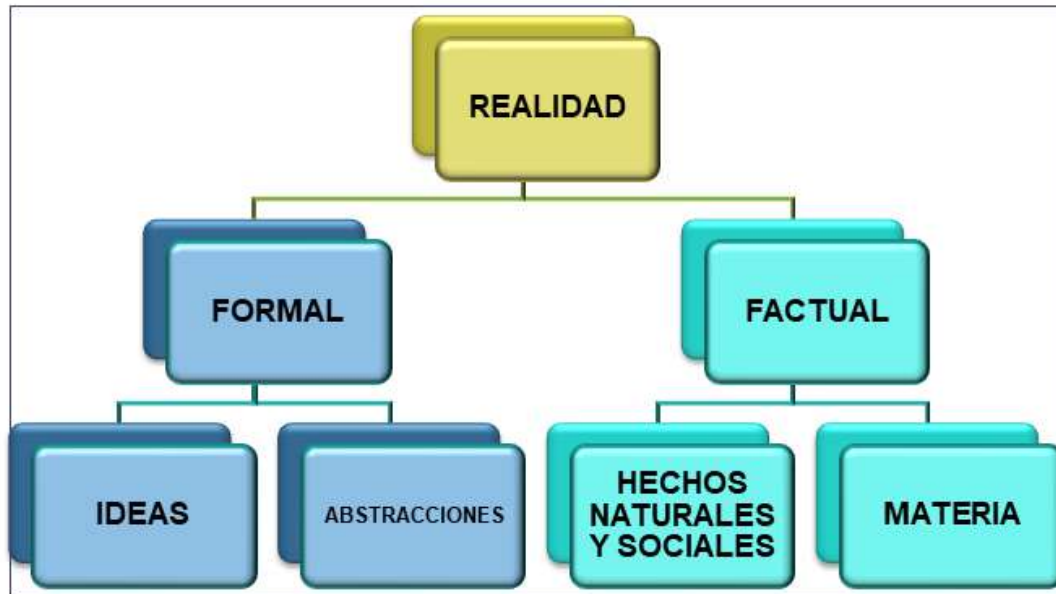 REALIDAD
FORMAL
FACTUAL
IDEAS
ABSTRACCIONES
HECHOS
NATURALES
Y SOCIALES
MATERIA